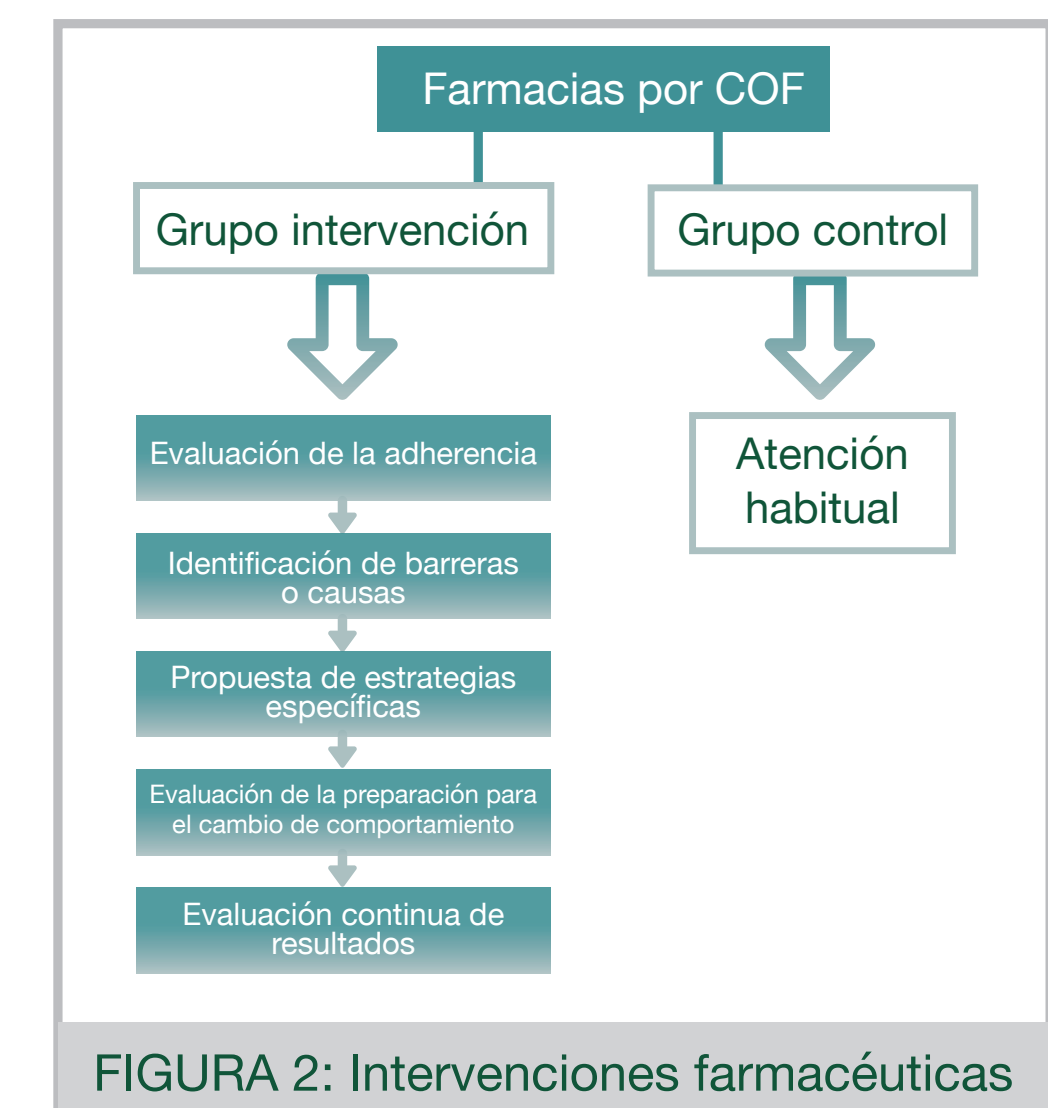 Farmacias por COF
Grupo intervención
Grupo control
Evaluación de la adherencia
Identificación de barreras
o causas
Propuesta de estrategias
específicas
Evaluación de la preparación para
el cambio de comportamiento
Evaluación continua de
resultados
Atención
habitual
FIGURA 2: Intervenciones farmacéuticas